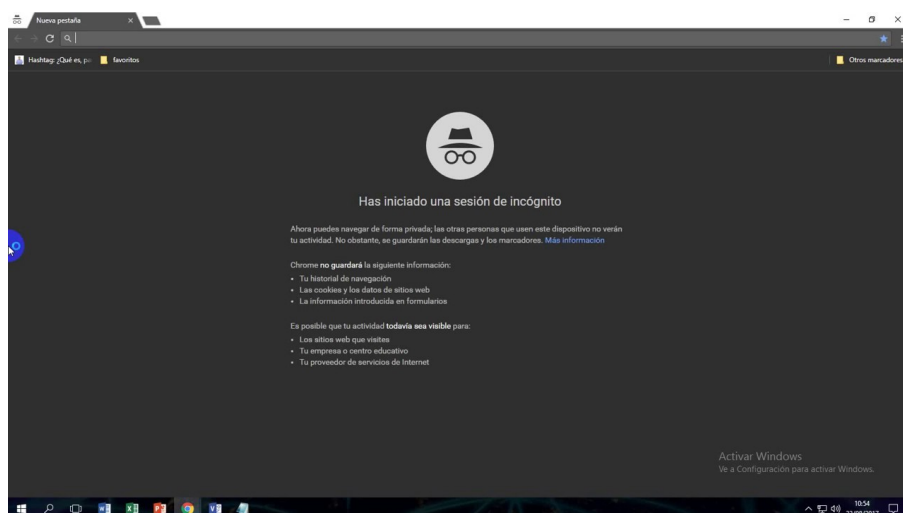 Nueva pestaña
Hashtag: ¿Qué es, pa
favoritos
Otros marcadores
Has iniciado una sesión de incógnito
Ahora puedes navegar de forma privada; las otras personas que usen este dispositivo no verán
tu actividad. No obstante, se guardarán las descargas y los marcadores. Más información
Chrome no guardará la siguiente información:
• Tu historial de navegación
• Las cookies y los datos de sitios web
• La información introducida en formularios
Es posible que tu actividad todavía sea visible para:
• Los sitios web que visites
• Tu empresa o centro educativo
• Tu proveedor de servicios de Internet
Activar Windows
Ve a Configuración para activar Windows.
10:54